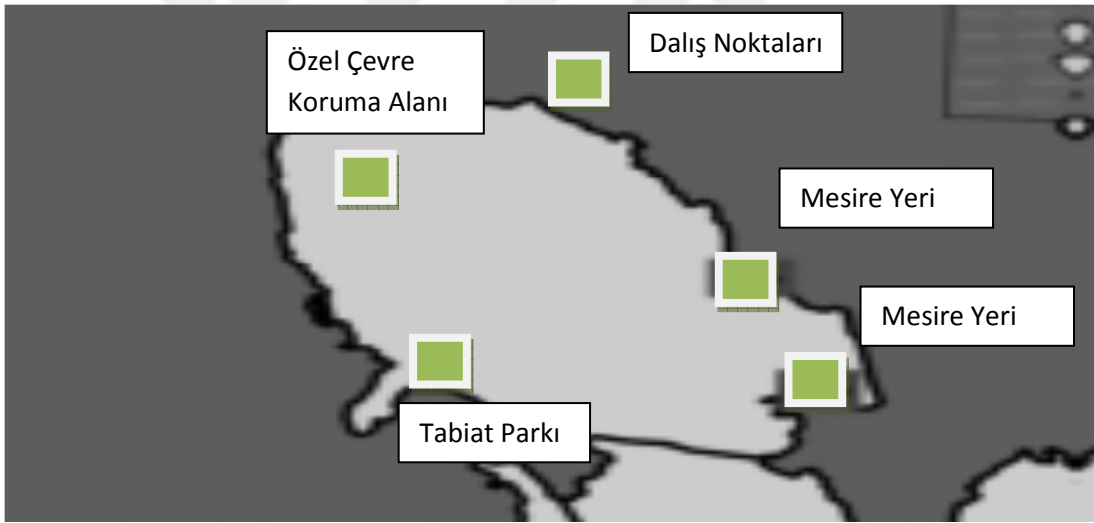 Dalış Noktaları
Özel Çevre
Koruma Alanı
Mesire Yeri
Mesire Yeri
Tabiat Parkı